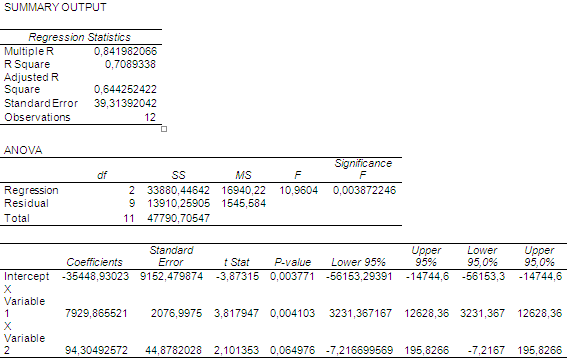 SUMMARY OUTPUT
Regression Statistics
Multiple R 0,841982066
R Square 0,7089338
Adjusted R
Square 0,644252422
Standard Error 39,31392042
Observations 12
ANOVA
Significance
df SS MS F F
Regression 2 33880,44642 16940,22 10,9604 0,003872246
Residual 9 13910,25905 1545,584
Total 11 47790,70547
Standard Upper Lower Upper
Coefficients Error t Stat P-value Lower 95% 95% 95,0% 95,0%
Intercept -35448,93023 9152,479874 -3,87315 0,003771 -56153,29391 -14744,6 -56153,3 -14744,6
X
Variable
1 7929,865521 2076,9975 3,817947 0,004103 3231,367167 12628,36 3231,367 12628,36
X
Variable
2 94,30492572 44,8782028 2,101353 0,064976 -7,216699569 195,8266 -7,2167 195,8266